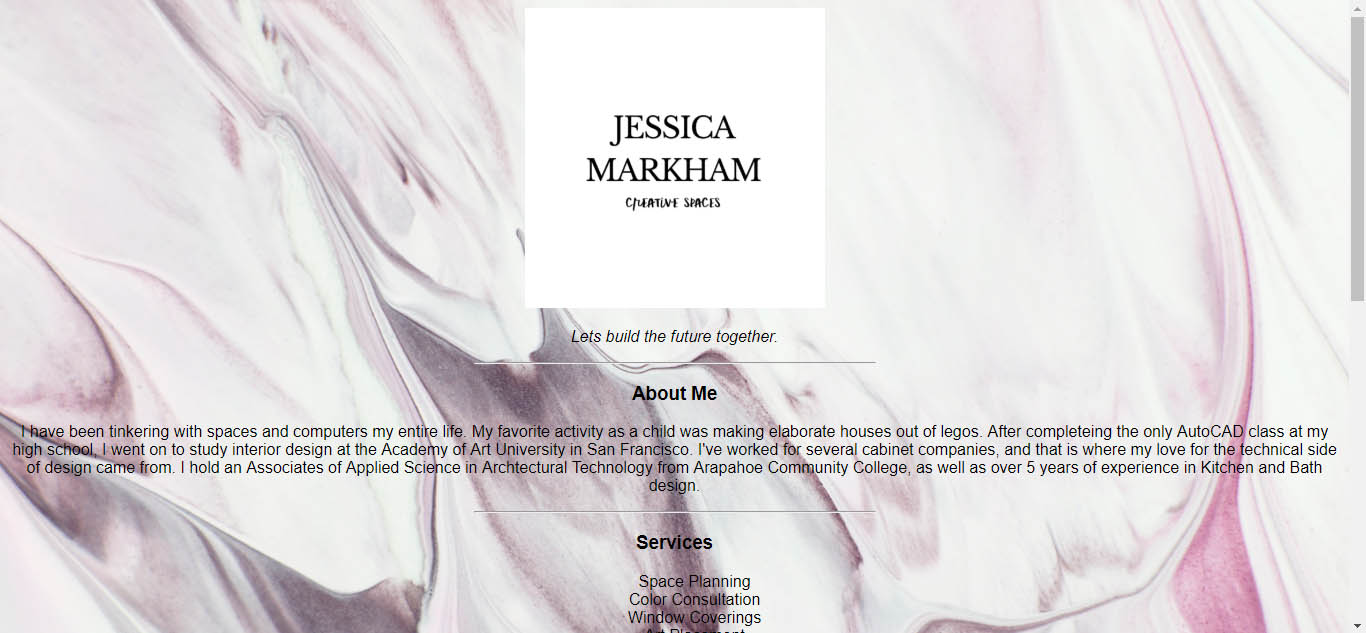 JESSICA
MARKHAM
CREATIVE SPACES
Lets build the future together.
About Me
I have been tinkering with spaces and computers my entire life. My favorite activity as a child was making elaborate houses out of legos. After completeing the only AutoCAD class at my
high school, I went on to study interior design at the Academy of Art University in San Francisco. I've worked for several cabinet companies, and that is where my love for the technical side
of design came from. I hold an Associates of Applied Science in Archtectural Technology from Arapahoe Community College, as well as over 5 years of experience in Kitchen and Bath
design.
Services
Space Planning
Color Consultation
Window Coverings
Art Placement